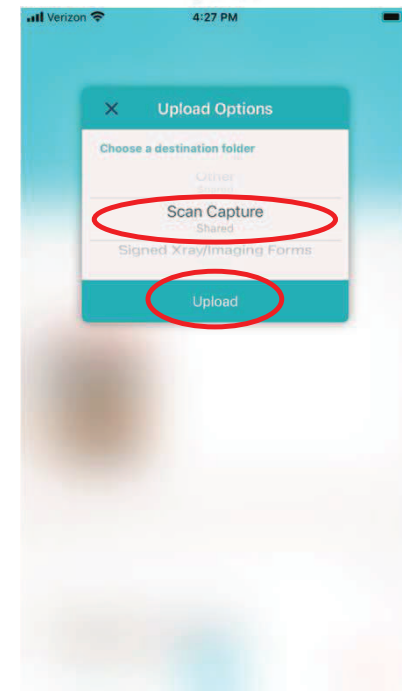 Verizon 4:27 PM
Upload Options
Choose a destination folder
Other
Shared
Scan Capture
Shared
Signed Xray/Imaging Forms
Upload